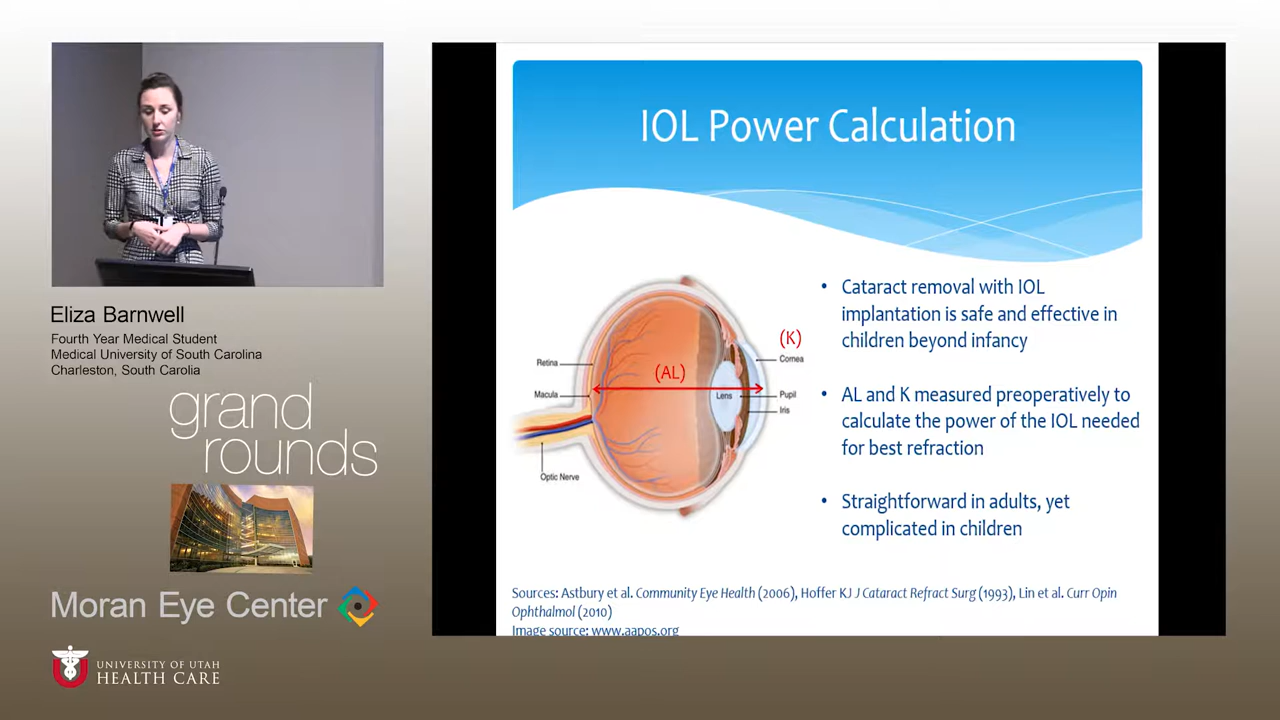 Eliza Barnwell
Fourth Year Medical Student
Medical University of South Carolina
Charleston, South Carolia
grand
rounds
Moran Eye Center
UNIVERSITY OF UTAH
HEALTH CARE
IOL Power Calculation
Retina
Macula
Optic Nerve
(AL)
Lens
(K)
Cornea
Pupil
Iris
• Cataract removal with IOL
implantation is safe and effective in
children beyond infancy
• AL and K measured preoperatively to
calculate the power of the IOL needed
for best refraction
• Straightforward in adults, yet
complicated in children
Sources: Astbury et al. Community Eye Health (2006), Hoffer KJ J Cataract Refract Surg (1993), Lin et al. Curr Opin
Ophthalmol (2010)
Image source: www.aapos.org